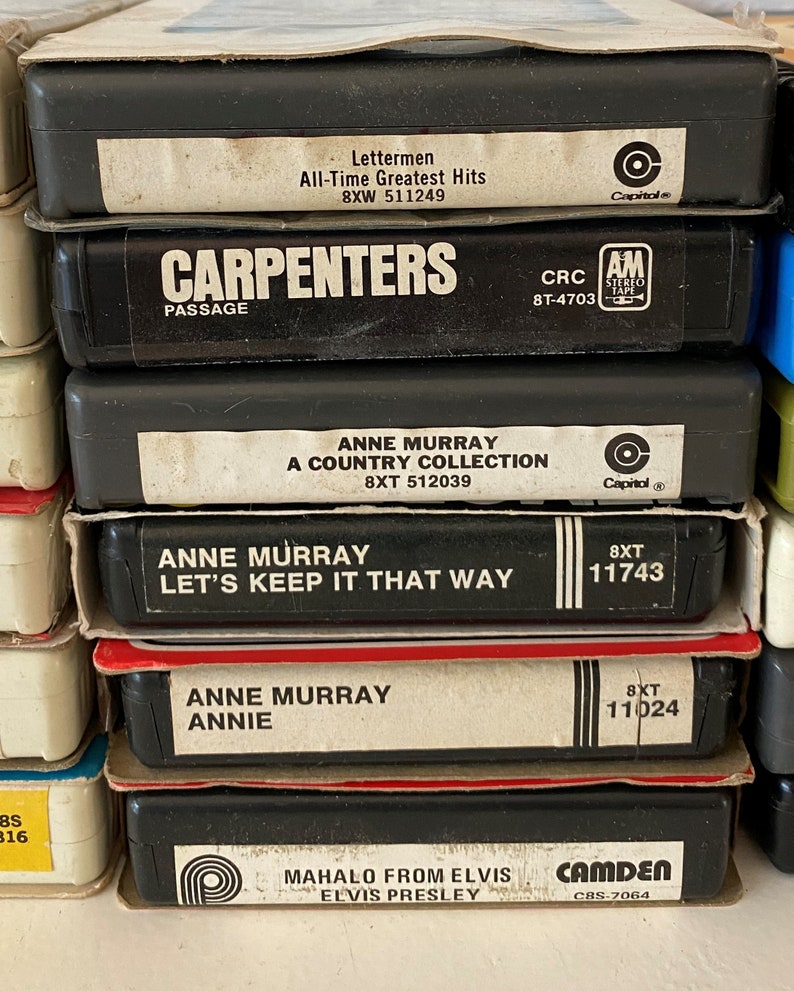 Lettermen
All-Time Greatest Hits
8XW 511249
Capitol®
CARPENTERS
PASSAGE
CRC
8T-4703
A&M
STEREO
TAPE
ANNE MURRAY
A COUNTRY COLLECTION
8XT 512039
Capitol®
ANNE MURRAY
LET'S KEEP IT THAT WAY
8XT
11743
ANNE MURRAY
ANNIE
8XT
11024
8S
816
MAHALO FROM ELVIS
ELVIS PRESLEY
CAMDEN
C8S-7064